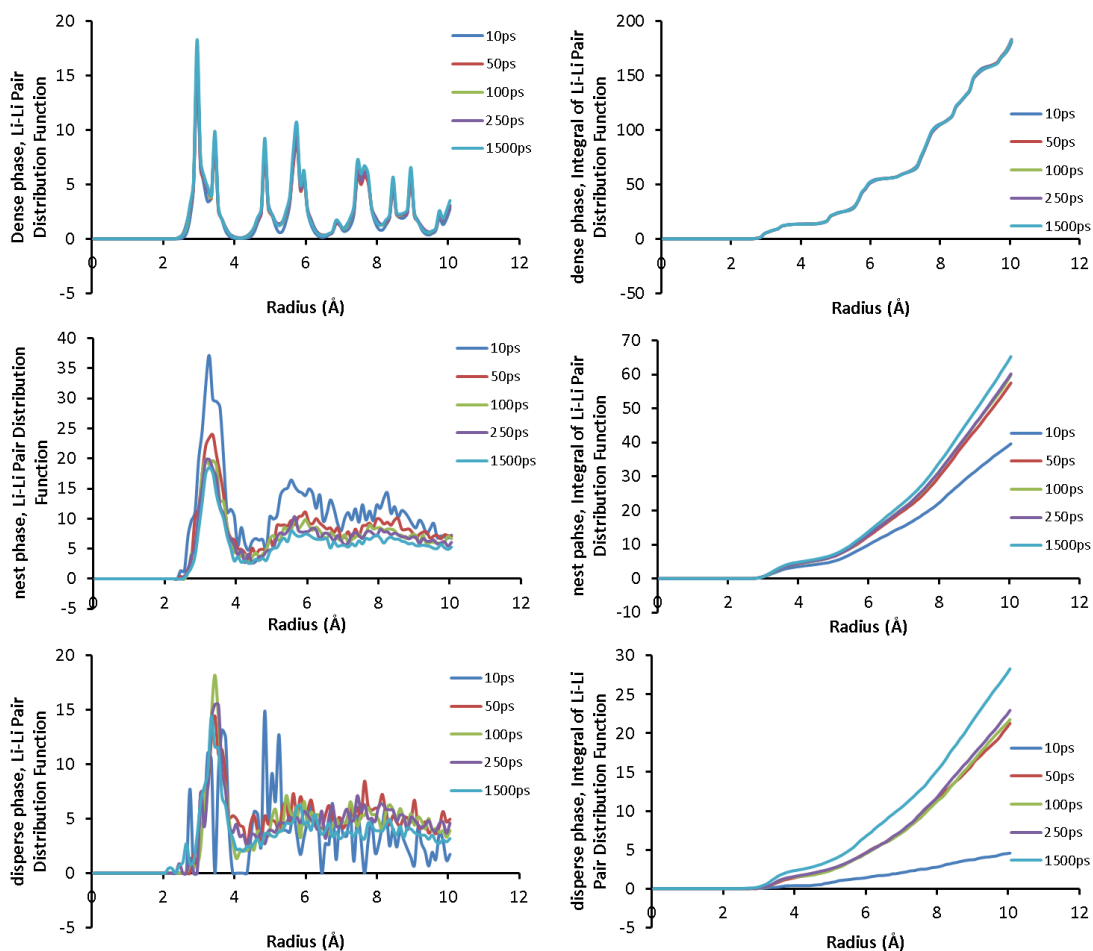 Dense phase, Li-Li Pair
Distribution Function
20
15
10
5
0
-5
0 2 4 6 8 10 12
Radius (Å)
10ps
50ps
100ps
250ps
1500ps
dense phase, Integral of Li-Li Pair
Distribution Function
200
150
100
50
0
-50
0 2 4 6 8 10 12
Radius (Å)
10ps
50ps
100ps
250ps
1500ps
nest phase, Li-Li Pair Distribution
Function
40
35
30
25
20
15
10
5
0
-5
0 2 4 6 8 10 12
Radius (Å)
10ps
50ps
100ps
250ps
1500ps
nest pahse, Integral of Li-Li Pair
Distribution Function
70
60
50
40
30
20
10
0
-10
0 2 4 6 8 10 12
Radius (Å)
10ps
50ps
100ps
250ps
1500ps
disperse phase, Li-Li Pair
Distribution Function
20
15
10
5
0
-5
0 2 4 6 8 10 12
Radius (Å)
10ps
50ps
100ps
250ps
1500ps
disperse phase, Integral of Li-Li
Pair Distribution Function
30
25
20
15
10
5
0
-5
0 2 4 6 8 10 12
Radius (Å)
10ps
50ps
100ps
250ps
1500ps